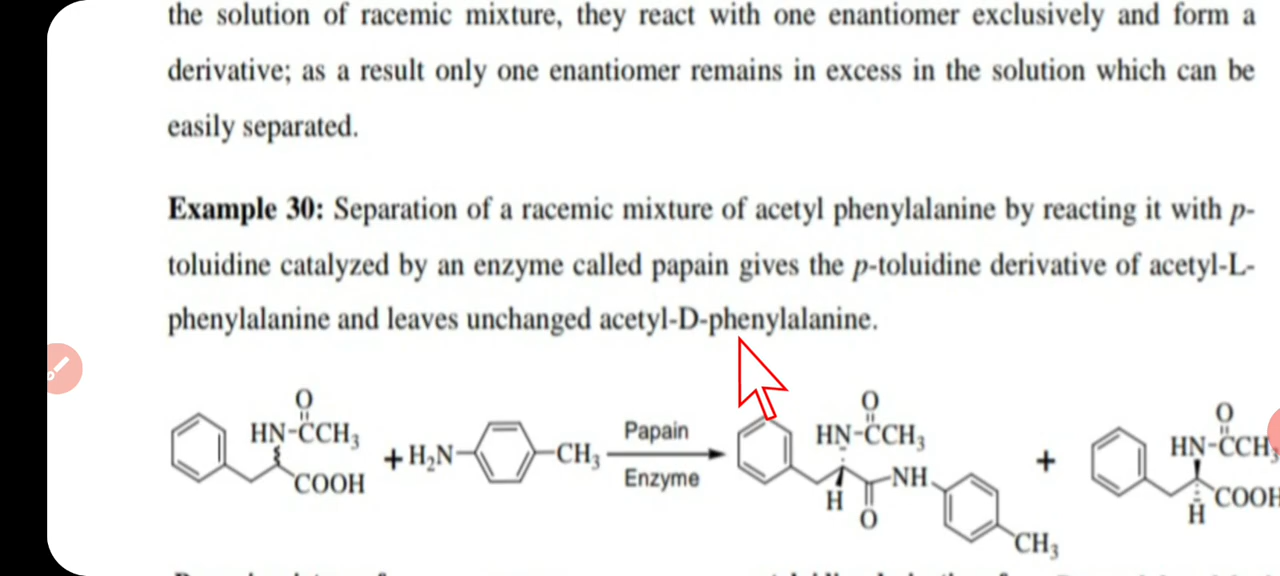 the solution of racemic mixture, they react with one enantiomer exclusively and form a
derivative; as a result only one enantiomer remains in excess in the solution which can be
easily separated.
Example 30: Separation of a racemic mixture of acetyl phenylalanine by reacting it with p-
toluidine catalyzed by an enzyme called papain gives the p-toluidine derivative of acetyl-L-
phenylalanine and leaves unchanged acetyl-D-phenylalanine.
O
HN-CCH3
COOH
+ H2N
CH3
Papain
Enzyme
O
HN-CCH3
H
O
NH
CH3
+
O
HN-CCH3
H
COOH